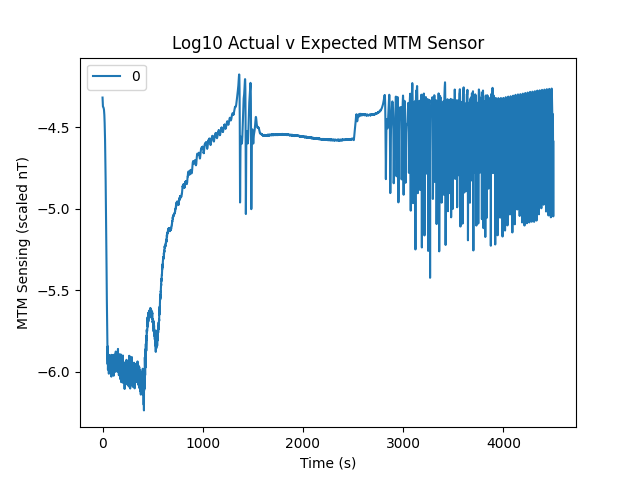 Log10 Actual v Expected MTM Sensor
0
MTM Sensing (scaled nT)
−4.5
−5.0
−5.5
−6.0
0 1000 2000 3000 4000
Time (s)